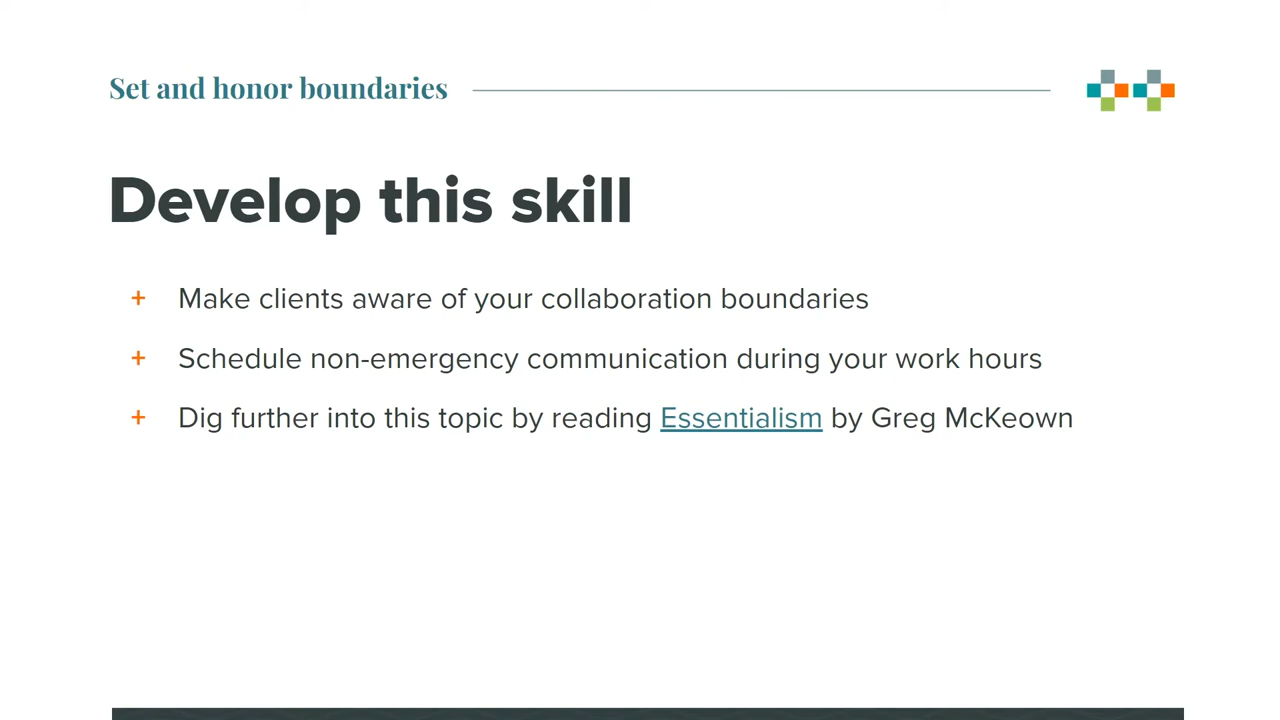 Set and honor boundaries
Develop this skill
+ Make clients aware of your collaboration boundaries
+ Schedule non-emergency communication during your work hours
+ Dig further into this topic by reading Essentialism by Greg McKeown